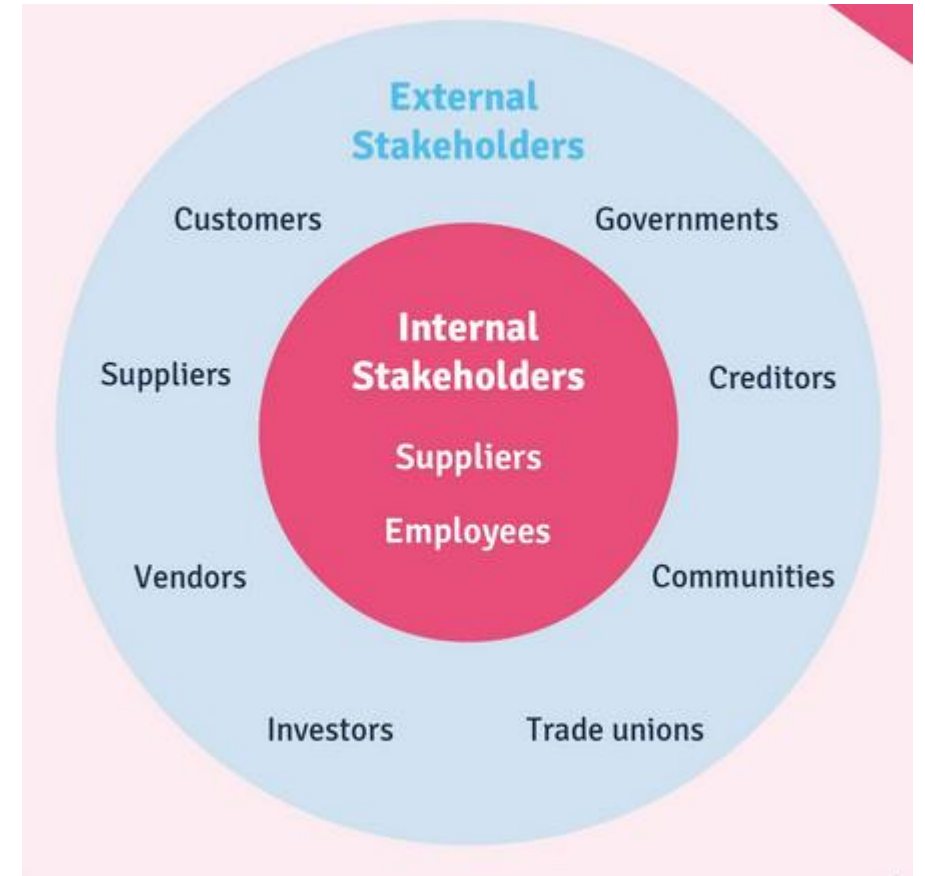 External
Stakeholders
Customers
Governments
Internal
Stakeholders
Suppliers
Creditors
Suppliers
Employees
Vendors
Communities
Investors
Trade unions